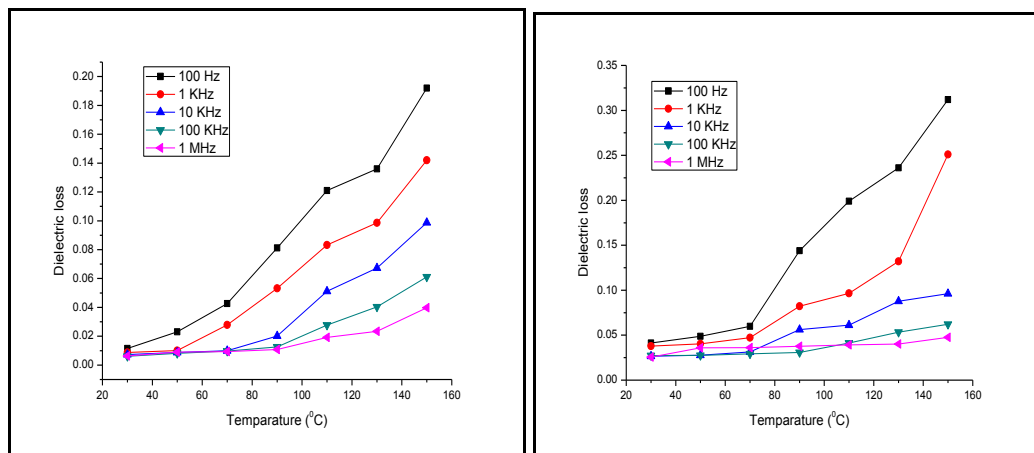 0.20
0.18
0.16
0.14
0.12
0.10
0.08
0.06
0.04
0.02
0.00
Dielectric loss
100 Hz
1 KHz
10 KHz
100 KHz
1 MHz
20 40 60 80 100 120 140 160
Temparature (⁰C)
0.35
0.30
0.25
0.20
0.15
0.10
0.05
0.00
Dielectric loss
100 Hz
1 KHz
10 KHz
100 KHz
1 MHz
20 40 60 80 100 120 140 160
Temparature (⁰C)